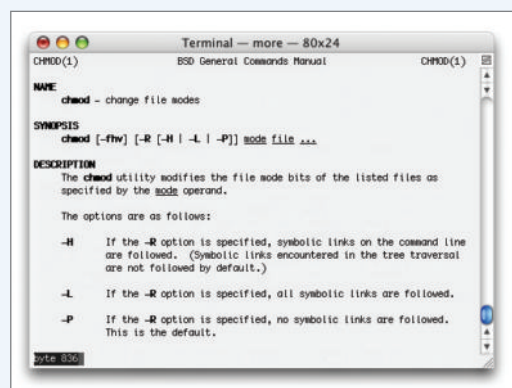 Terminal — more — 80x24
CHMOD(1) BSD General Commands Manual CHMOD(1)
NAME
chmod - change file modes
SYNOPSIS
chmod [-fhv] [-R [-H | -L | -P]] mode file ...
DESCRIPTION
The chmod utility modifies the file mode bits of the listed files as
specified by the mode operand.
The options are as follows:
-H If the -R option is specified, symbolic links on the command line
are followed. (Symbolic links encountered in the tree traversal
are not followed by default.)
-L If the -R option is specified, all symbolic links are followed.
-P If the -R option is specified, no symbolic links are followed.
This is the default.
byte 836